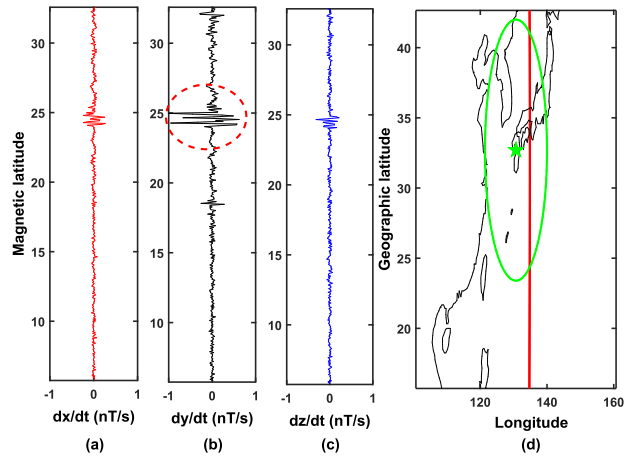 Magnetic latitude
30
25
20
15
10
-1 0 1
dx/dt (nT/s)
(a)
30
25
20
15
10
-1 0 1
dy/dt (nT/s)
(b)
30
25
20
15
10
-1 0 1
dz/dt (nT/s)
(c)
Geographic latitude
40
35
30
25
20
120 140 160
Longitude
(d)